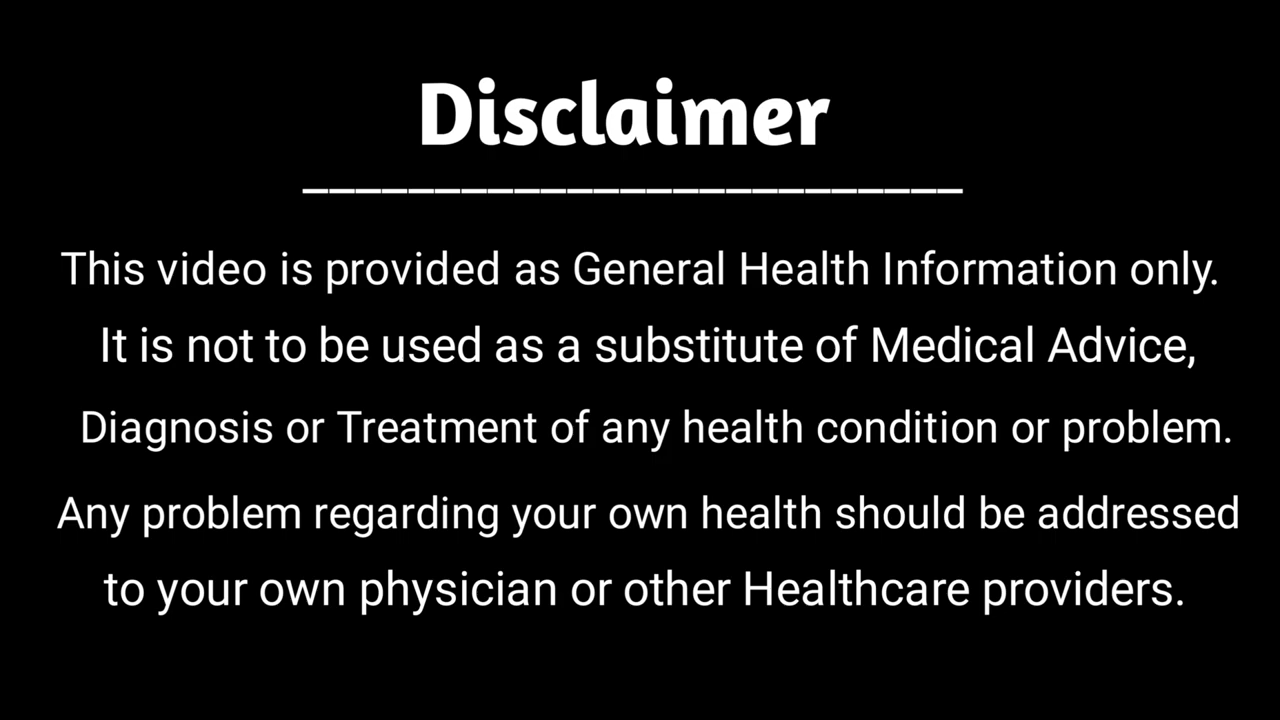 Disclaimer
This video is provided as General Health Information only.
It is not to be used as a substitute of Medical Advice,
Diagnosis or Treatment of any health condition or problem.
Any problem regarding your own health should be addressed
to your own physician or other Healthcare providers.